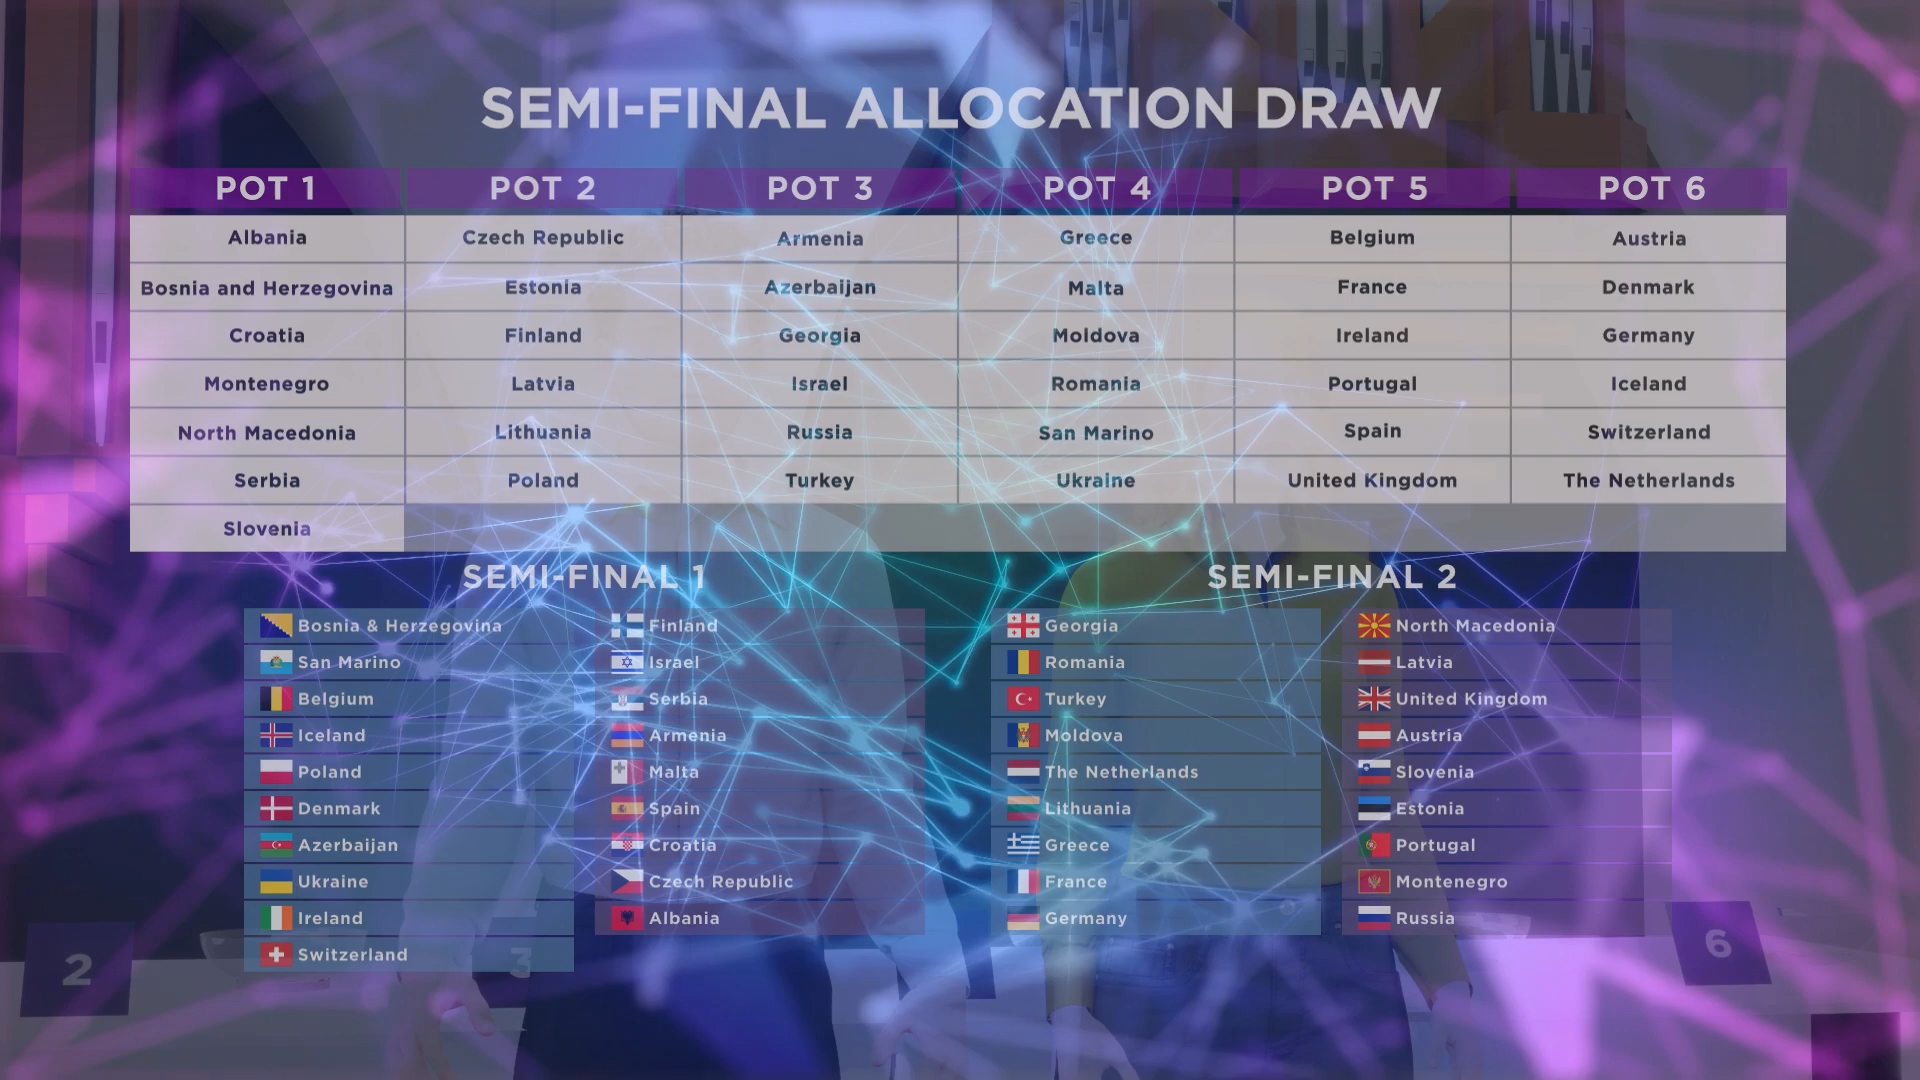 SEMI-FINAL ALLOCATION DRAW
POT 1 POT 2 POT 3 POT 4 POT 5 POT 6
Albania Czech Republic Armenia Greece Belgium Austria
Bosnia and Herzegovina Estonia Azerbaijan Malta France Denmark
Croatia Finland Georgia Moldova Ireland Germany
Montenegro Latvia Israel Romania Portugal Iceland
North Macedonia Lithuania Russia San Marino Spain Switzerland
Serbia Poland Turkey Ukraine United Kingdom The Netherlands
Slovenia
SEMI-FINAL 1 SEMI-FINAL 2
Bosnia & Herzegovina Finland Georgia North Macedonia
San Marino Israel Romania Latvia
Belgium Serbia Turkey United Kingdom
Iceland Armenia Moldova Austria
Poland Malta The Netherlands Slovenia
Denmark Spain Lithuania Estonia
Azerbaijan Croatia Greece Portugal
Ukraine Czech Republic France Montenegro
Ireland Albania Germany Russia
Switzerland
2 3 6